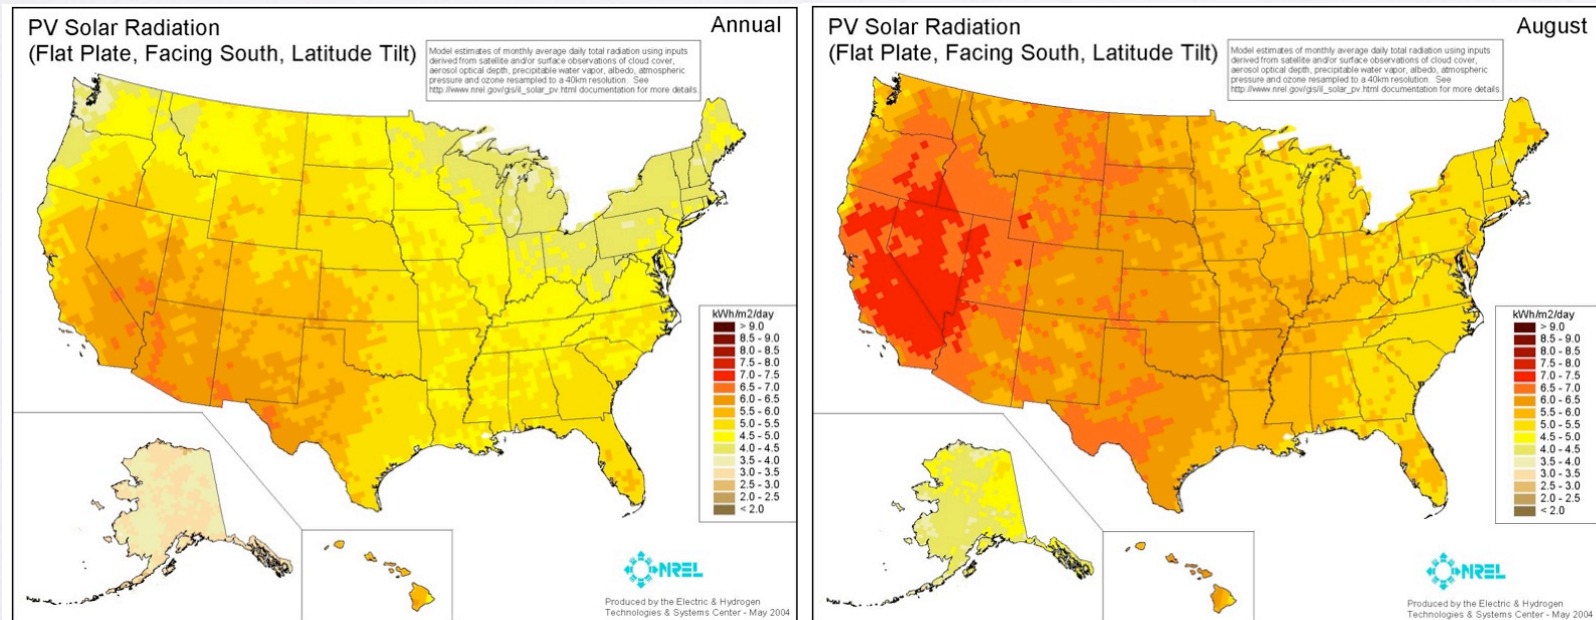 PV Solar Radiation
(Flat Plate, Facing South, Latitude Tilt)
Annual
Model estimates of monthly average daily total radiation using inputs
derived from satellite and/or surface observations of cloud cover,
aerosol optical depth, precipitable water vapor, albedo, atmospheric
pressure and ozone resampled to a 40km resolution. See
http://www.nrel.gov/gis/il_solar_pv.html documentation for more details.
kWh/m2/day
> 9.0
8.5 - 9.0
8.0 - 8.5
7.5 - 8.0
7.0 - 7.5
6.5 - 7.0
6.0 - 6.5
5.5 - 6.0
5.0 - 5.5
4.5 - 5.0
4.0 - 4.5
3.5 - 4.0
3.0 - 3.5
2.5 - 3.0
2.0 - 2.5
< 2.0
NREL
Produced by the Electric & Hydrogen
Technologies & Systems Center - May 2004
PV Solar Radiation
(Flat Plate, Facing South, Latitude Tilt)
August
Model estimates of monthly average daily total radiation using inputs
derived from satellite and/or surface observations of cloud cover,
aerosol optical depth, precipitable water vapor, albedo, atmospheric
pressure and ozone resampled to a 40km resolution. See
http://www.nrel.gov/gis/il_solar_pv.html documentation for more details.
kWh/m2/day
> 9.0
8.5 - 9.0
8.0 - 8.5
7.5 - 8.0
7.0 - 7.5
6.5 - 7.0
6.0 - 6.5
5.5 - 6.0
5.0 - 5.5
4.5 - 5.0
4.0 - 4.5
3.5 - 4.0
3.0 - 3.5
2.5 - 3.0
2.0 - 2.5
< 2.0
NREL
Produced by the Electric & Hydrogen
Technologies & Systems Center - May 2004